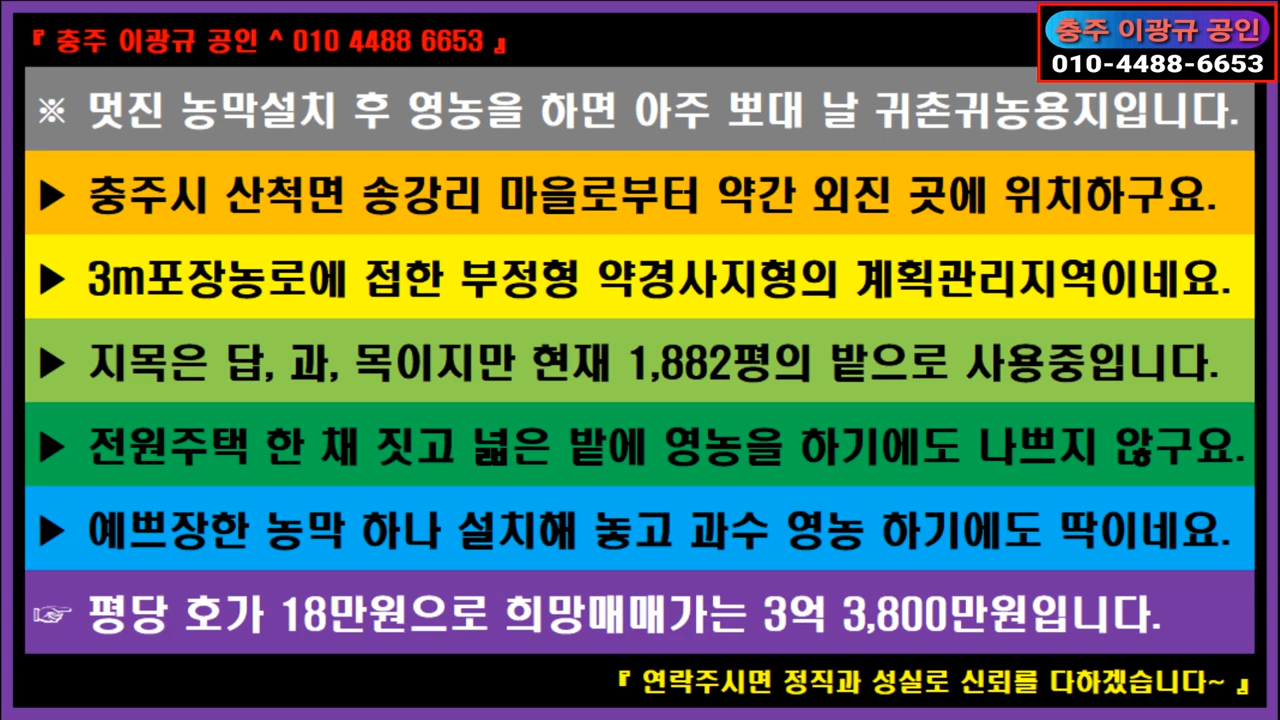 『 충주 이광규 공인 ^ 010 4488 6653 』
충주 이광규 공인
010-4488-6653
※ 멋진 농막설치 후 영농을 하면 아주 뽀대 날 귀촌귀농용지입니다.
▶ 충주시 산척면 송강리 마을로부터 약간 외진 곳에 위치하구요.
▶ 3m포장농로에 접한 부정형 약경사지형의 계획관리지역이네요.
▶ 지목은 답, 과, 목이지만 현재 1,882평의 밭으로 사용중입니다.
▶ 전원주택 한 채 짓고 넓은 밭에 영농을 하기에도 나쁘지 않구요.
▶ 예쁘장한 농막 하나 설치해 놓고 과수 영농 하기에도 딱이네요.
☞ 평당 호가 18만원으로 희망매매가는 3억 3,800만원입니다.
『 연락주시면 정직과 성실로 신뢰를 다하겠습니다~ 』